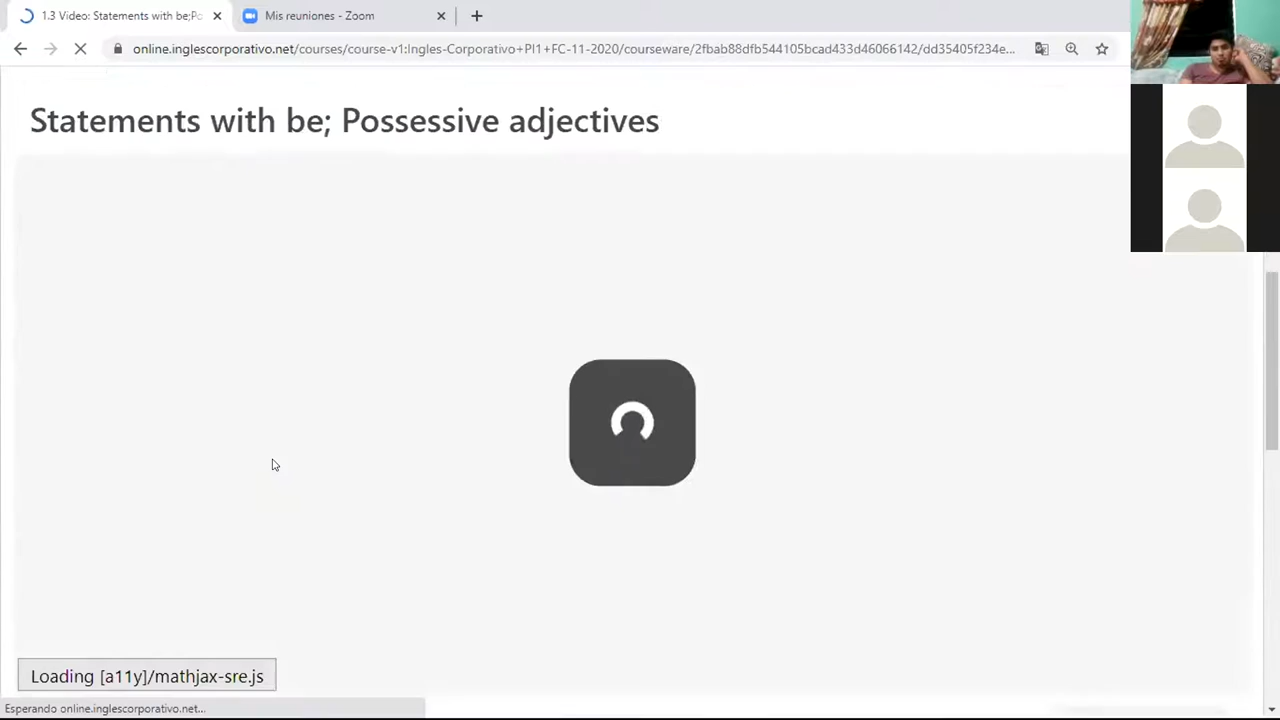 1.3 Video: Statements with be;Po
Mis reuniones - Zoom
online.inglescorporativo.net/courses/course-v1:Ingles-Corporativo+PI1+FC-11-2020/courseware/2fbab88dfb544105bcad433d46066142/dd35405f234e...
Statements with be; Possessive adjectives
Loading [a11y]/mathjax-sre.js
Esperando online.inglescorporativo.net...